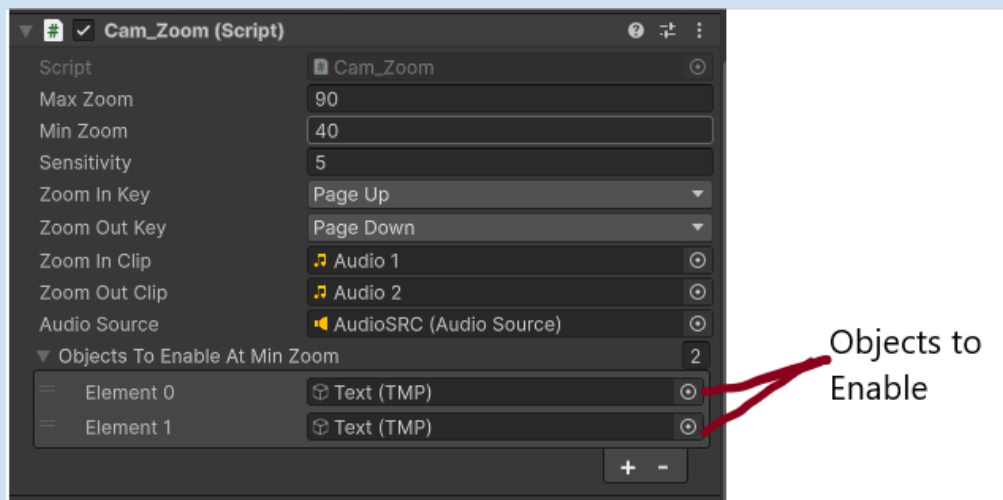 Cam_Zoom (Script)
Script Cam_Zoom
Max Zoom 90
Min Zoom 40
Sensitivity 5
Zoom In Key Page Up
Zoom Out Key Page Down
Zoom In Clip Audio 1
Zoom Out Clip Audio 2
Audio Source AudioSRC (Audio Source)
Objects To Enable At Min Zoom 2
Element 0 Text (TMP)
Element 1 Text (TMP)
+ -
Objects to
Enable